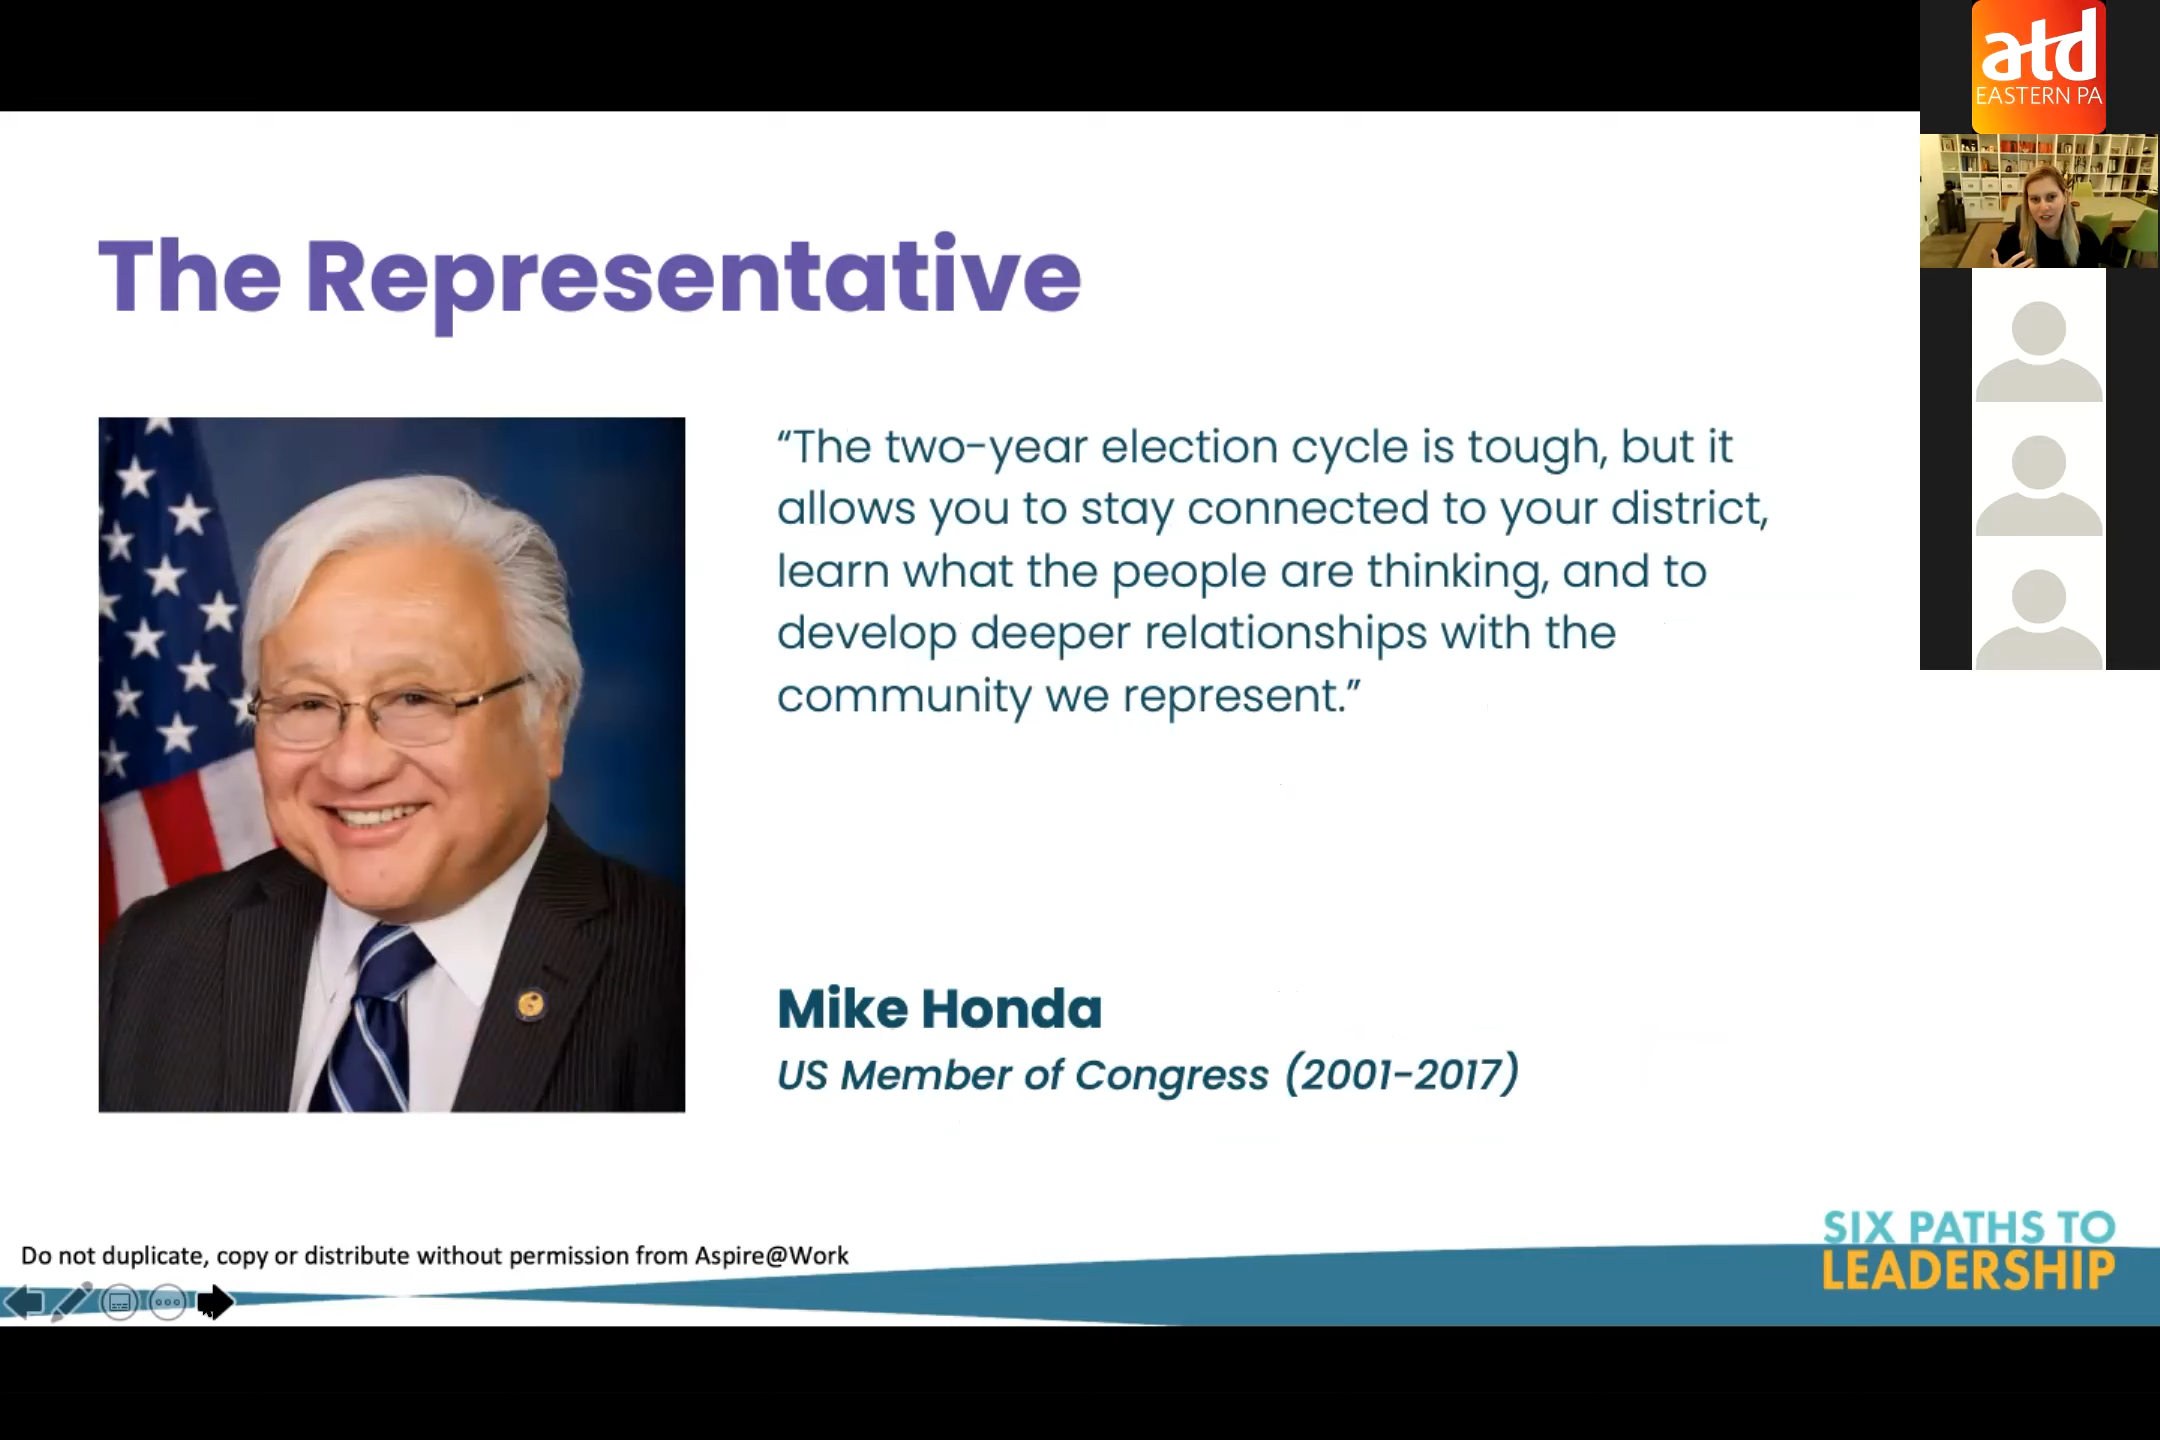 atd
EASTERN PA
The Representative
“The two-year election cycle is tough, but it
allows you to stay connected to your district,
learn what the people are thinking, and to
develop deeper relationships with the
community we represent.”
Mike Honda
US Member of Congress (2001-2017)
Do not duplicate, copy or distribute without permission from Aspire@Work
SIX PATHS TO
LEADERSHIP